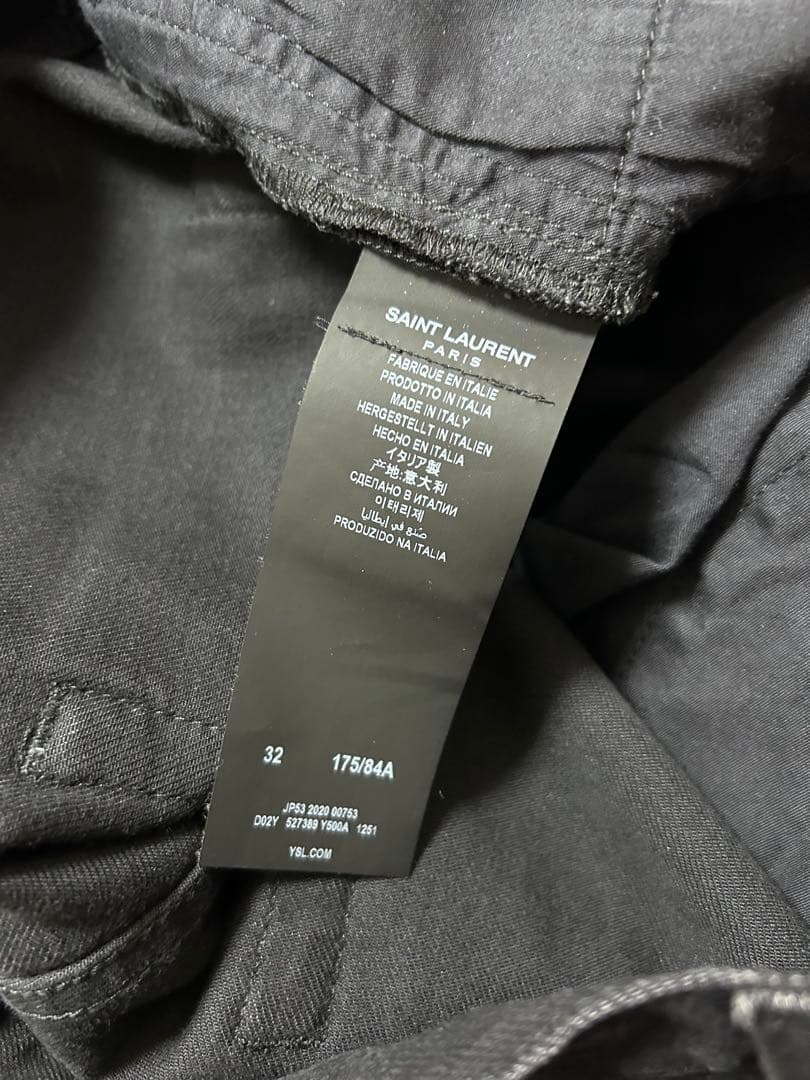 SAINT LAURENT
PARIS
FABRIQUE EN ITALIE
PRODOTTO IN ITALIA
MADE IN ITALY
HERGESTELLT IN ITALIEN
HECHO EN ITALIA
イタリア製
产地:意大利
СДЕЛАНО В ИТАЛИИ
이태리제
صنع في إيطاليا
PRODUZIDO NA ITALIA
32 175/84A
JP53 2020 00753
D02Y 527389 Y500A 1251
YSL.COM